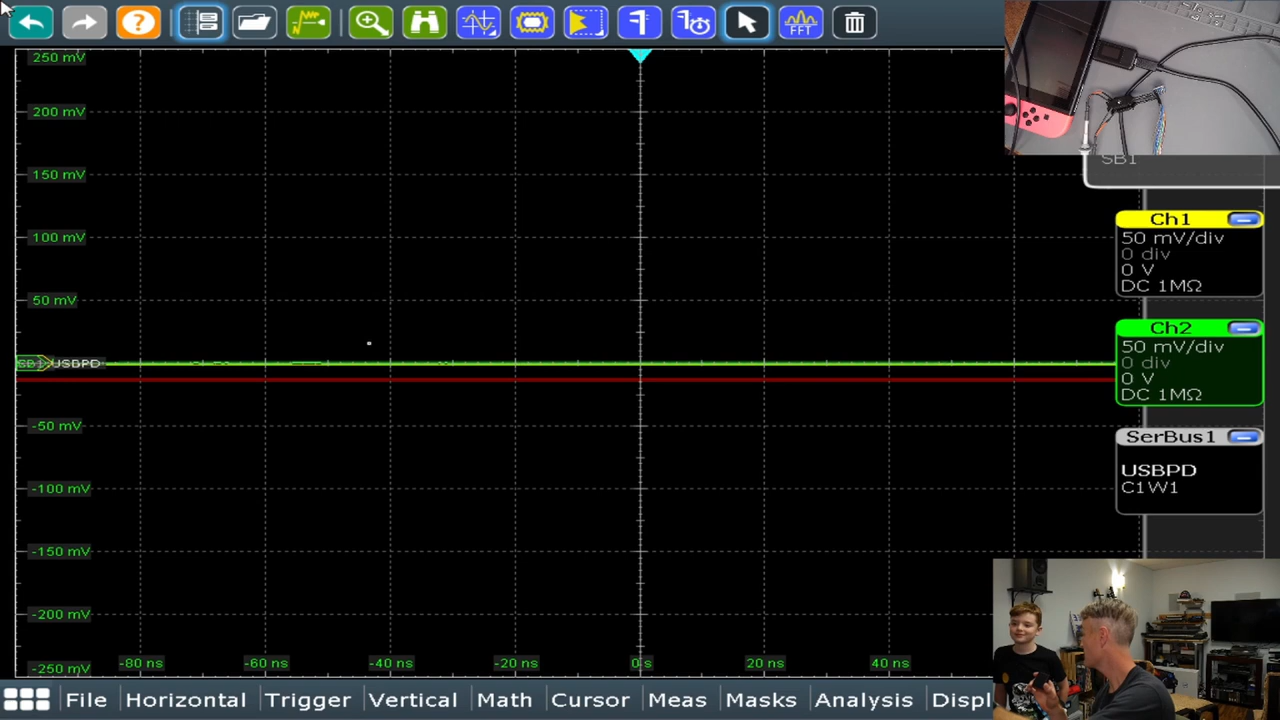 FFT
250 mV
200 mV
150 mV
100 mV
50 mV
SB1 USBPD
-50 mV
-100 mV
-150 mV
-200 mV
-250 mV
-80 ns
-60 ns
-40 ns
-20 ns
0 s
20 ns
40 ns
SB1
Ch1
50 mV/div
0 div
0 V
DC 1MΩ
Ch2
50 mV/div
0 div
0 V
DC 1MΩ
SerBus1
USBPD
C1W1
File Horizontal Trigger Vertical Math Cursor Meas Masks Analysis Displ